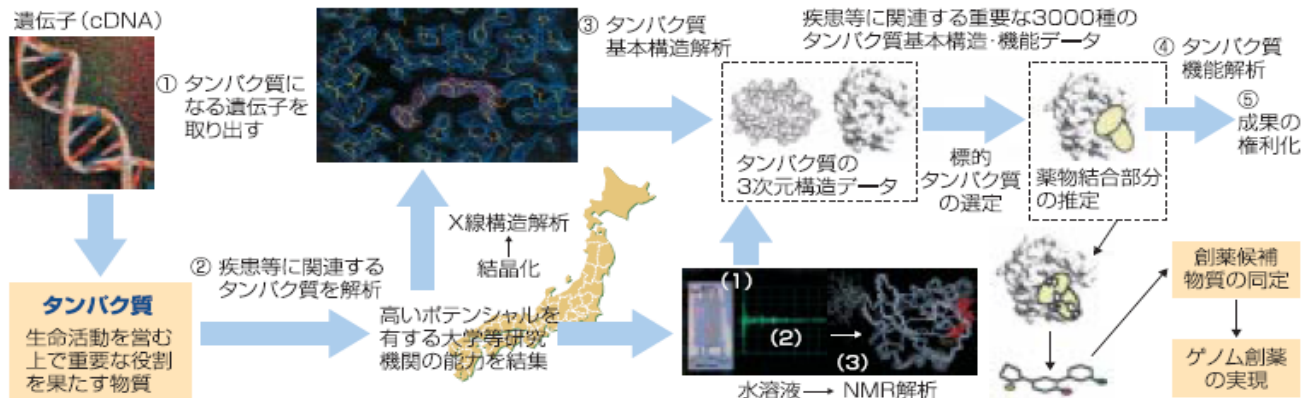 遺伝子(cDNA)
① タンパク質に
なる遺伝子を
取り出す
タンパク質
生命活動を営む
上で重要な役割
を果たす物質
② 疾患等に関連する
タンパク質を解析
高いポテンシャルを
有する大学等研究
機関の能力を結集
X線構造解析
結晶化
③ タンパク質
基本構造解析
疾患等に関連する重要な3000種の
タンパク質基本構造・機能データ
タンパク質の
3次元構造データ
(1)
(2)
(3)
水溶液
NMR解析
標的
タンパク質
の選定
薬物結合部分
の推定
④ タンパク質
機能解析
⑤
成果の
権利化
創薬候補
物質の同定
ゲノム創薬
の実現